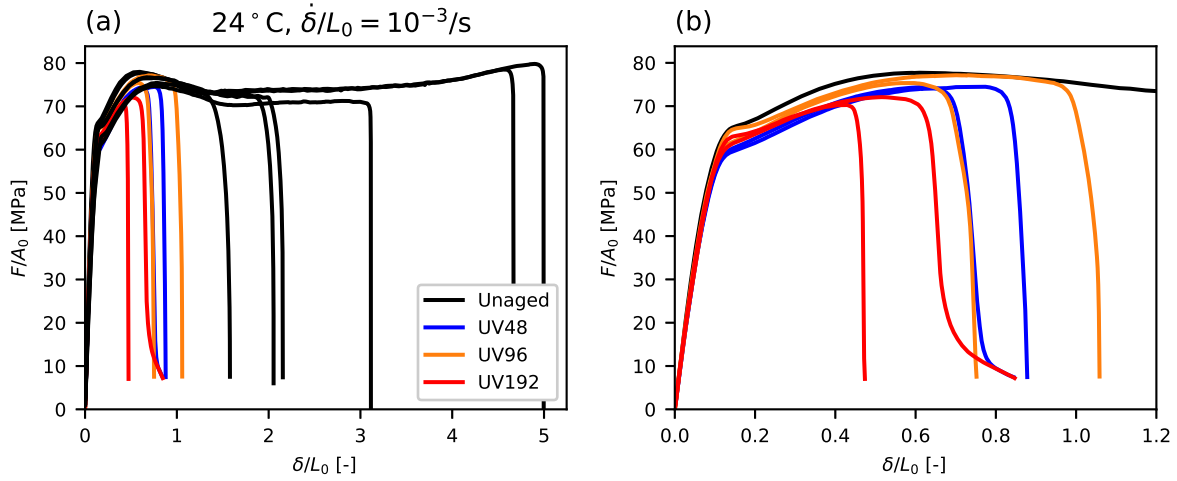 (a)
24°C, δ̇/L₀ = 10⁻³/s
(b)
80
70
60
50
40
30
20
10
0
F/A₀ [MPa]
0
1
2
3
4
5
δ/L₀ [-]
Unaged
UV48
UV96
UV192
80
70
60
50
40
30
20
10
0
F/A₀ [MPa]
0.0
0.2
0.4
0.6
0.8
1.0
1.2
δ/L₀ [-]